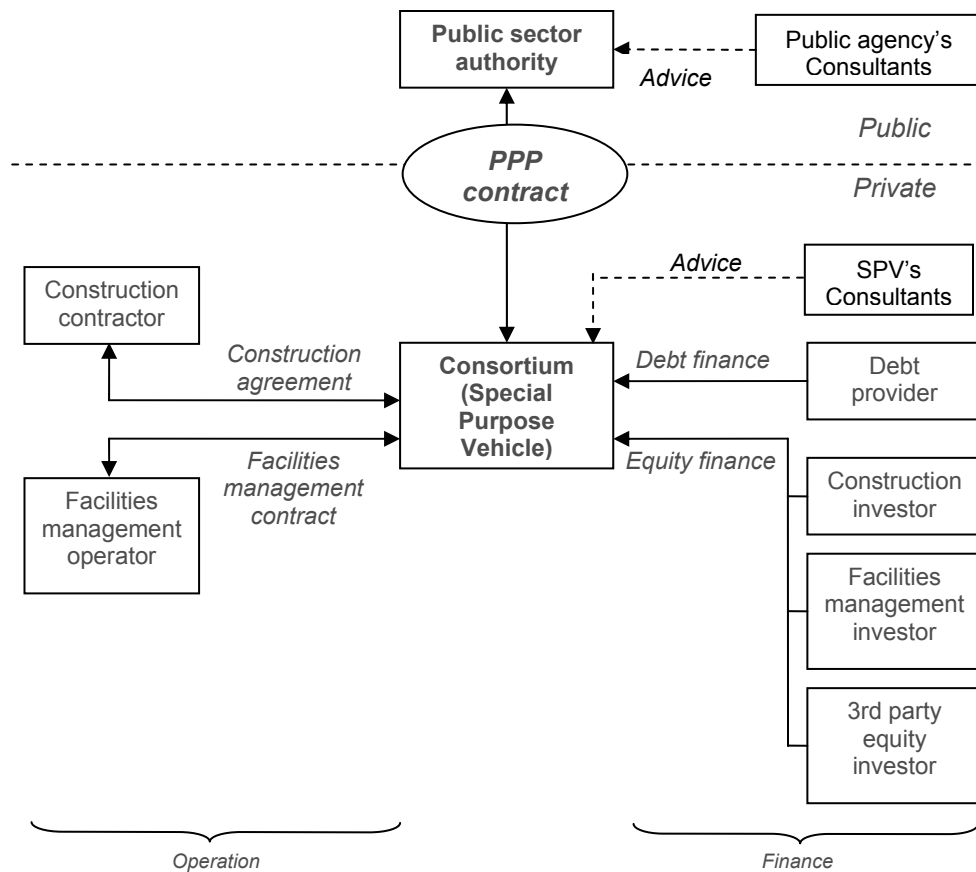 Public sector
authority
Advice
Public agency's
Consultants
Public
PPP
contract
Private
Advice
SPV's
Consultants
Construction
contractor
Construction
agreement
Consortium
(Special
Purpose
Vehicle)
Debt finance
Debt
provider
Facilities
management
contract
Equity finance
Facilities
management
operator
Construction
investor
Facilities
management
investor
3rd party
equity
investor
Operation
Finance